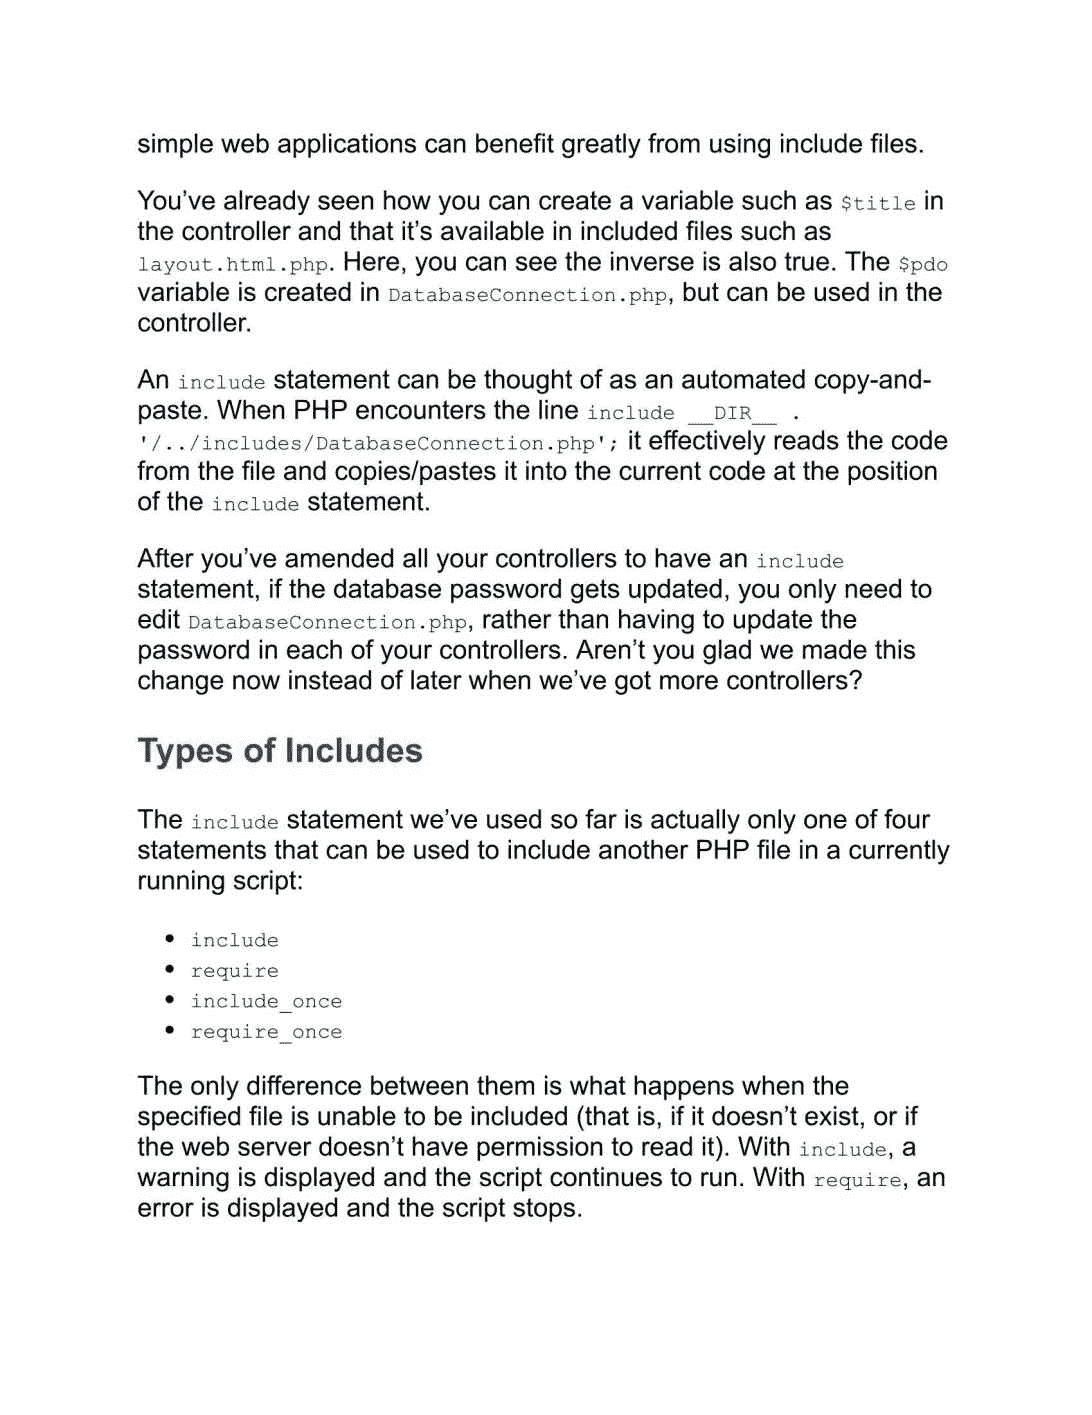 simple web applications can benefit greatly from using include files.
You’ve already seen how you can create a variable such as $title in
the controller and that it’s available in included files such as
layout.html.php. Here, you can see the inverse is also true. The $pdo
variable is created in DatabaseConnection.php, but can be used in the
controller.
An include statement can be thought of as an automated copy-and-
paste. When PHP encounters the line include __DIR__ .
'/../includes/DatabaseConnection.php'; it effectively reads the code
from the file and copies/pastes it into the current code at the position
of the include statement.
After you’ve amended all your controllers to have an include
statement, if the database password gets updated, you only need to
edit DatabaseConnection.php, rather than having to update the
password in each of your controllers. Aren’t you glad we made this
change now instead of later when we’ve got more controllers?
Types of Includes
The include statement we’ve used so far is actually only one of four
statements that can be used to include another PHP file in a currently
running script:
• include
• require
• include_once
• require_once
The only difference between them is what happens when the
specified file is unable to be included (that is, if it doesn’t exist, or if
the web server doesn’t have permission to read it). With include, a
warning is displayed and the script continues to run. With require, an
error is displayed and the script stops.